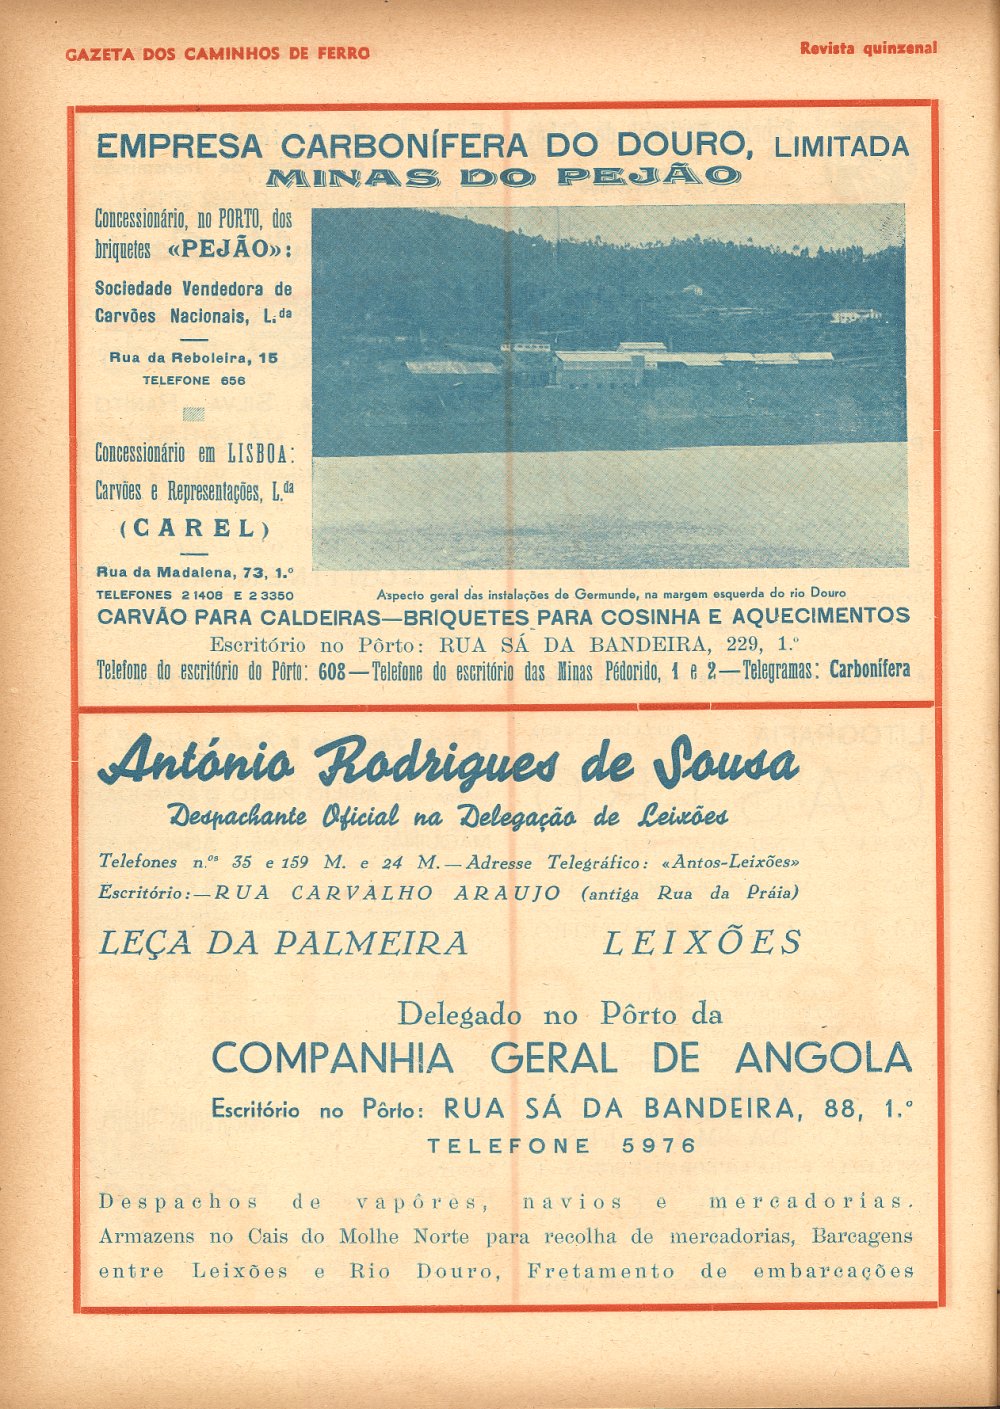 GAZETA DOS CAMINHOS DE FERRO
Revista quinzenal
EMPRESA CARBONÍFERA DO DOURO, LIMITADA
MINAS DO PEJÃO
Concessionário, no PORTO, dos
briquetes «PEJÃO»:
Sociedade Vendedora de
Carvões Nacionais, L.da
Rua da Reboleira, 15
TELEFONE 656
Concessionário em LISBOA:
Carvões e Representações, L.da
(CAREL)
Rua da Madalena, 73, 1.º
TELEFONES 2 1408 E 2 3350
Aspecto geral das instalações de Germunde, na margem esquerda do rio Douro
CARVÃO PARA CALDEIRAS—BRIQUETES PARA COSINHA E AQUECIMENTOS
Escritório no Pôrto: RUA SÁ DA BANDEIRA, 229, 1.º
Telefone do escritório do Pôrto: 608—Telefone do escritório das Minas Pédorido, 1 e 2—Telegramas: Carbonífera
António Rodrigues de Sousa
Despachante Oficial na Delegação de Leixões
Telefones n.os 35 e 159 M. e 24 M.—Adresse Telegráfico: «Antos-Leixões»
Escritório:—RUA CARVALHO ARAUJO (antiga Rua da Práia)
LEÇA DA PALMEIRA LEIXÕES
Delegado no Pôrto da
COMPANHIA GERAL DE ANGOLA
Escritório no Pôrto: RUA SÁ DA BANDEIRA, 88, 1.º
TELEFONE 5976
Despachos de vapôres, navios e mercadorias.
Armazens no Cais do Molhe Norte para recolha de mercadorias, Barcagens
entre Leixões e Rio Douro, Fretamento de embarcações